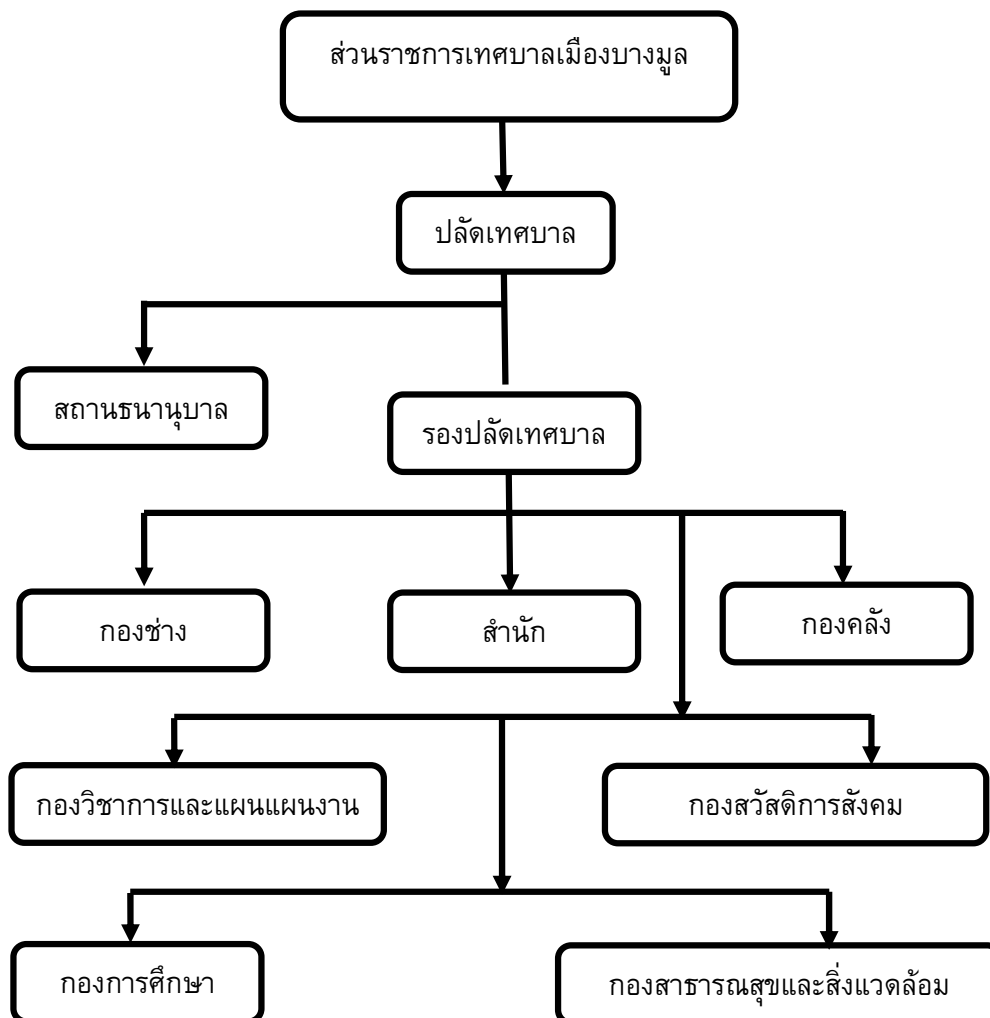 ส่วนราชการเทศบาลเมืองบางมูล
ปลัดเทศบาล
สถานธนานุบาล
รองปลัดเทศบาล
กองช่าง
สำนัก
กองคลัง
กองวิชาการและแผนแผนงาน
กองสวัสดิการสังคม
กองการศึกษา
กองสาธารณสุขและสิ่งแวดล้อม